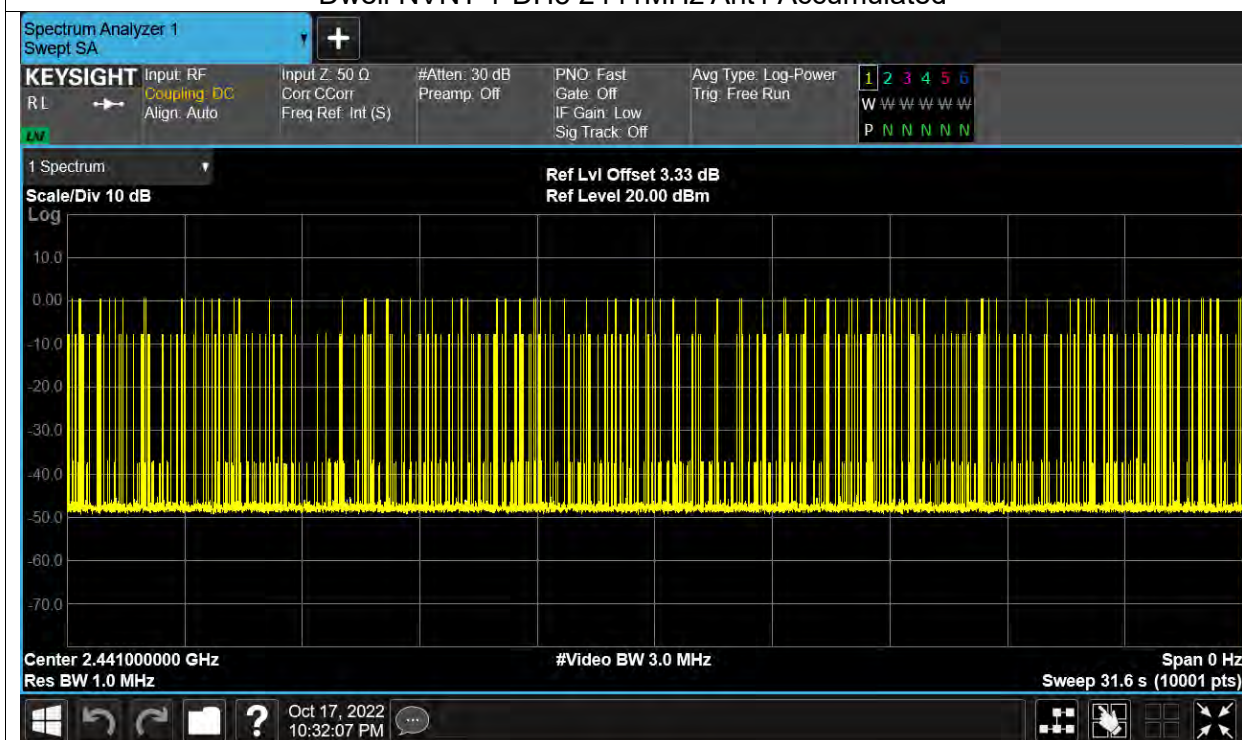 Spectrum Analyzer 1
Swept SA
+
KEYSIGHT
RL
Input: RF
Coupling: DC
Align: Auto
Input Z: 50 Ω
Corr CCorr
Freq Ref: Int (S)
#Atten: 30 dB
Preamp: Off
PNO: Fast
Gate: Off
IF Gain: Low
Sig Track: Off
Avg Type: Log-Power
Trig: Free Run
1 2 3 4 5 6
W W W W W W
P N N N N N
1 Spectrum
Scale/Div 10 dB
Ref Lvl Offset 3.33 dB
Ref Level 20.00 dBm
Log
10.0
0.00
-10.0
-20.0
-30.0
-40.0
-50.0
-60.0
-70.0
Center 2.441000000 GHz
#Video BW 3.0 MHz
Span 0 Hz
Res BW 1.0 MHz
Sweep 31.6 s (10001 pts)
?
Oct 17, 2022
10:32:07 PM